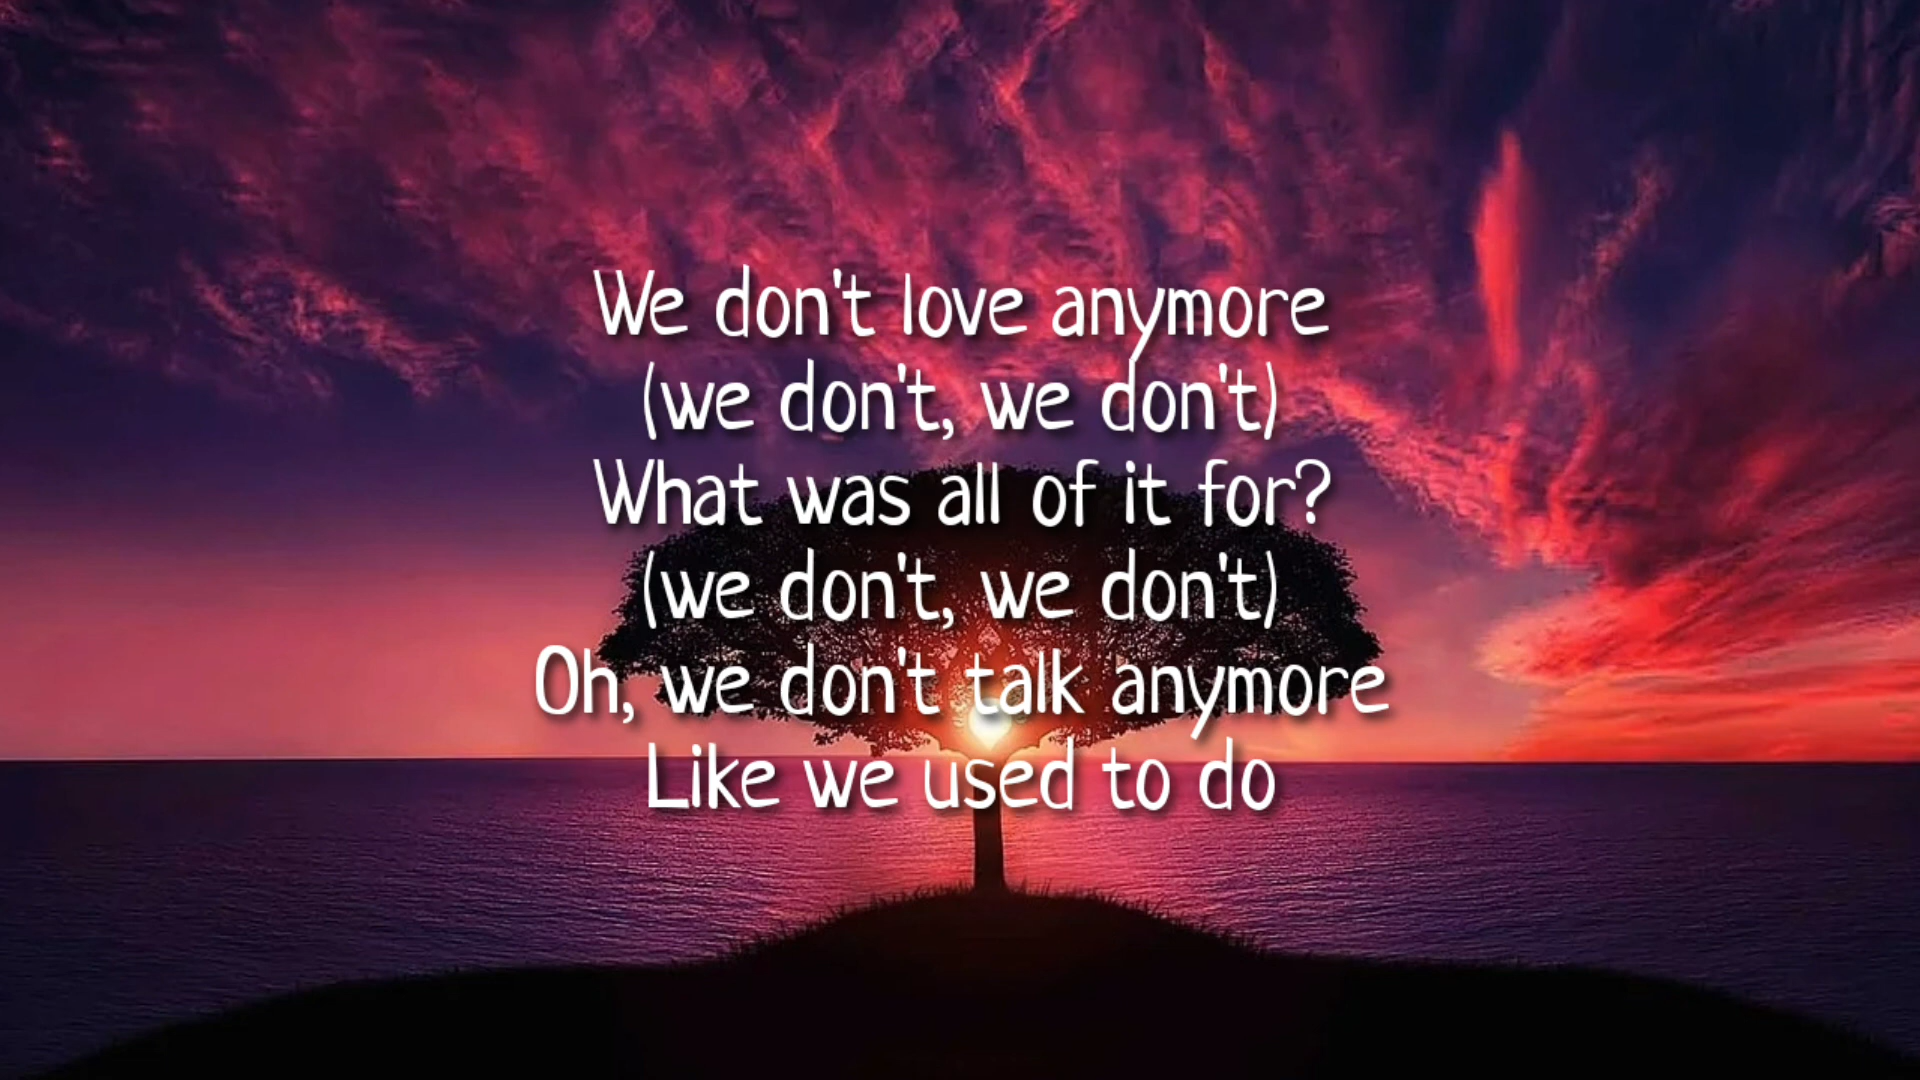 We don't love anymore
(we don't, we don't)
What was all of it for?
(we don't, we don't)
Oh, we don't talk anymore
Like we used to do